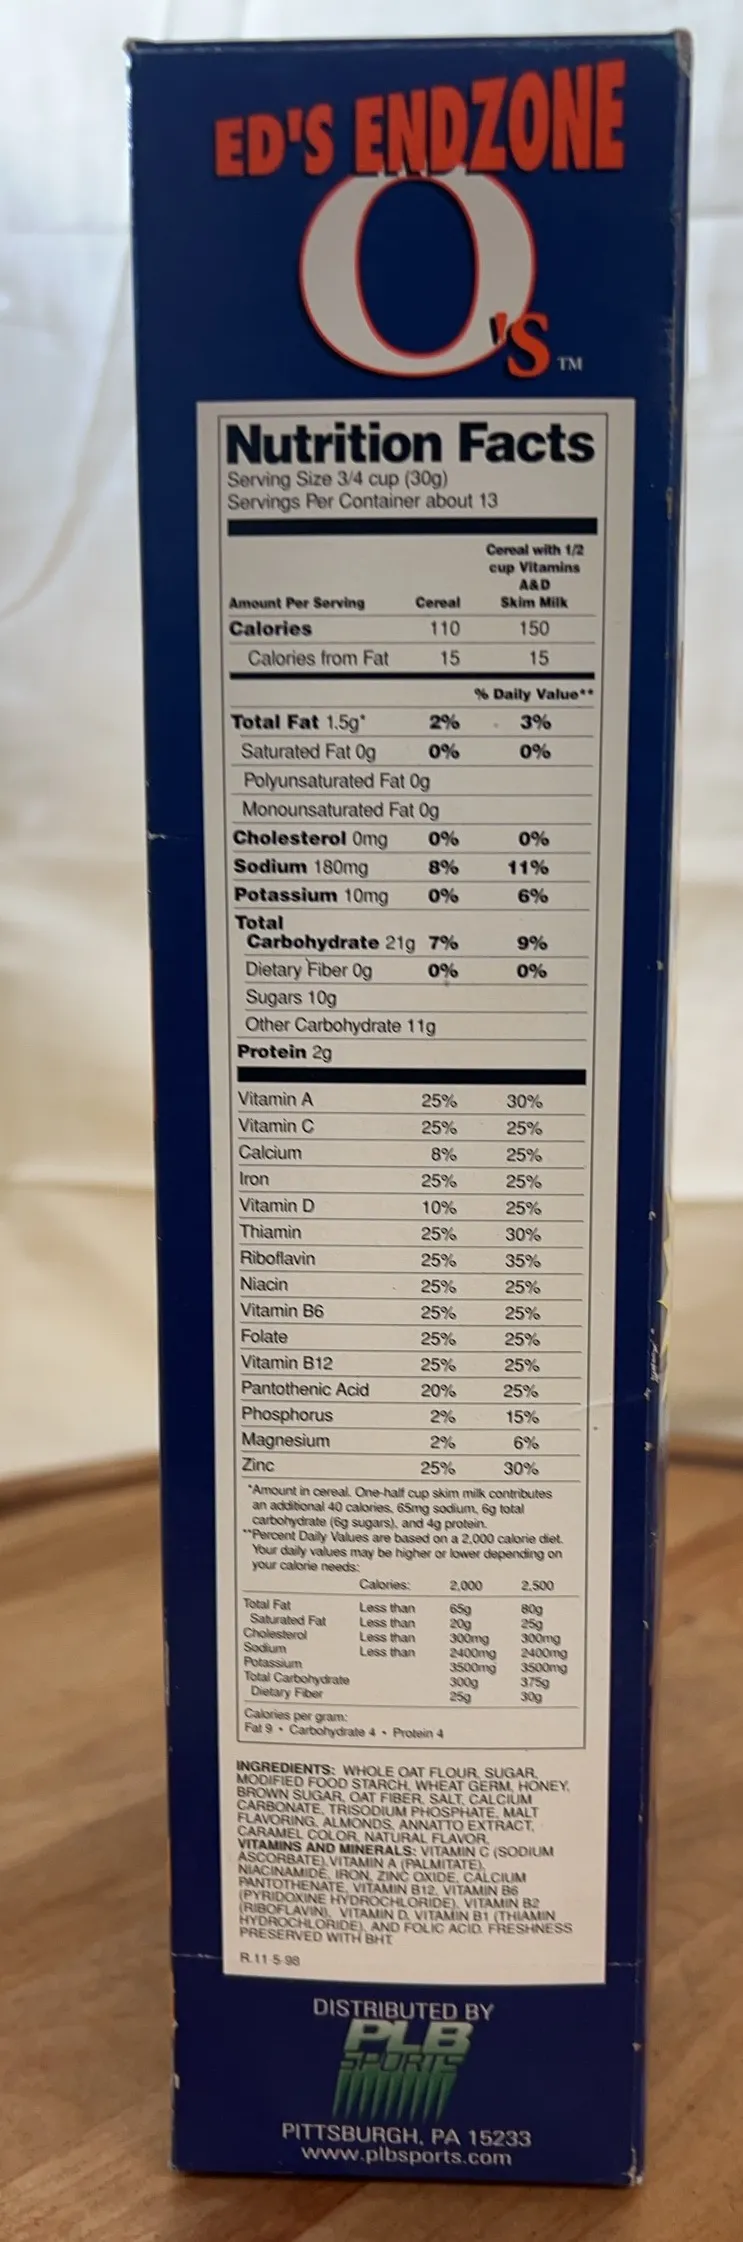 ED'S ENDZONE
O's™
Nutrition Facts
Serving Size 3/4 cup (30g)
Servings Per Container about 13
Cereal with 1/2
cup Vitamins
A&D
Amount Per Serving Cereal Skim Milk
Calories 110 150
Calories from Fat 15 15
% Daily Value**
Total Fat 1.5g* 2% 3%
Saturated Fat 0g 0% 0%
Polyunsaturated Fat 0g
Monounsaturated Fat 0g
Cholesterol 0mg 0% 0%
Sodium 180mg 8% 11%
Potassium 10mg 0% 6%
Total
Carbohydrate 21g 7% 9%
Dietary Fiber 0g 0% 0%
Sugars 10g
Other Carbohydrate 11g
Protein 2g
Vitamin A 25% 30%
Vitamin C 25% 25%
Calcium 8% 25%
Iron 25% 25%
Vitamin D 10% 25%
Thiamin 25% 30%
Riboflavin 25% 35%
Niacin 25% 25%
Vitamin B6 25% 25%
Folate 25% 25%
Vitamin B12 25% 25%
Pantothenic Acid 20% 25%
Phosphorus 2% 15%
Magnesium 2% 6%
Zinc 25% 30%
*Amount in cereal. One-half cup skim milk contributes
an additional 40 calories, 65mg sodium, 6g total
carbohydrate (6g sugars), and 4g protein.
**Percent Daily Values are based on a 2,000 calorie diet.
Your daily values may be higher or lower depending on
your calorie needs:
Calories: 2,000 2,500
Total Fat Less than 65g 80g
Saturated Fat Less than 20g 25g
Cholesterol Less than 300mg 300mg
Sodium Less than 2400mg 2400mg
Potassium 3500mg 3500mg
Total Carbohydrate 300g 375g
Dietary Fiber 25g 30g
Calories per gram:
Fat 9 • Carbohydrate 4 • Protein 4
INGREDIENTS: WHOLE OAT FLOUR, SUGAR,
MODIFIED FOOD STARCH, WHEAT GERM, HONEY,
BROWN SUGAR, OAT FIBER, SALT, CALCIUM
CARBONATE, TRISODIUM PHOSPHATE, MALT
FLAVORING, ALMONDS, ANNATTO EXTRACT,
CARAMEL COLOR, NATURAL FLAVOR.
VITAMINS AND MINERALS: VITAMIN C (SODIUM
ASCORBATE), VITAMIN A (PALMITATE),
NIACINAMIDE, IRON, ZINC OXIDE, CALCIUM
PANTOTHENATE, VITAMIN B12, VITAMIN B6
(PYRIDOXINE HYDROCHLORIDE), VITAMIN B2
(RIBOFLAVIN), VITAMIN D, VITAMIN B1 (THIAMIN
HYDROCHLORIDE), AND FOLIC ACID. FRESHNESS
PRESERVED WITH BHT.
R.11-5-98
DISTRIBUTED BY
PLB
SPORTS
PITTSBURGH, PA 15233
www.plbsports.com